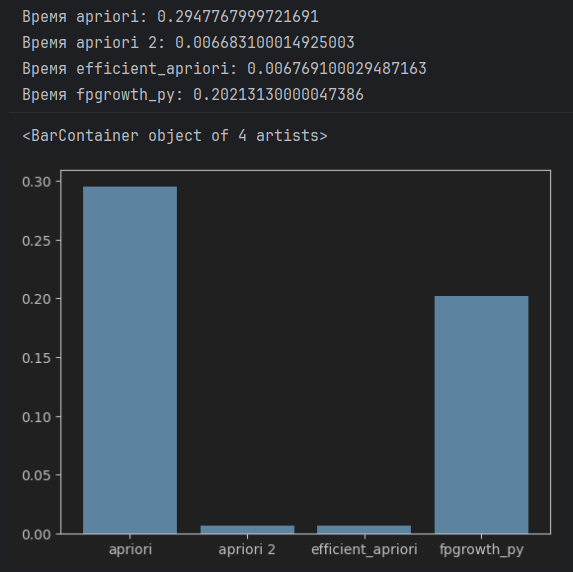 Время apriori: 0.2947767999721691
Время apriori 2: 0.006683100014925003
Время efficient_apriori: 0.006769100029487163
Время fpgrowth_py: 0.20213130000047386
<BarContainer object of 4 artists>
0.30
0.25
0.20
0.15
0.10
0.05
0.00
apriori apriori 2 efficient_apriori fpgrowth_py